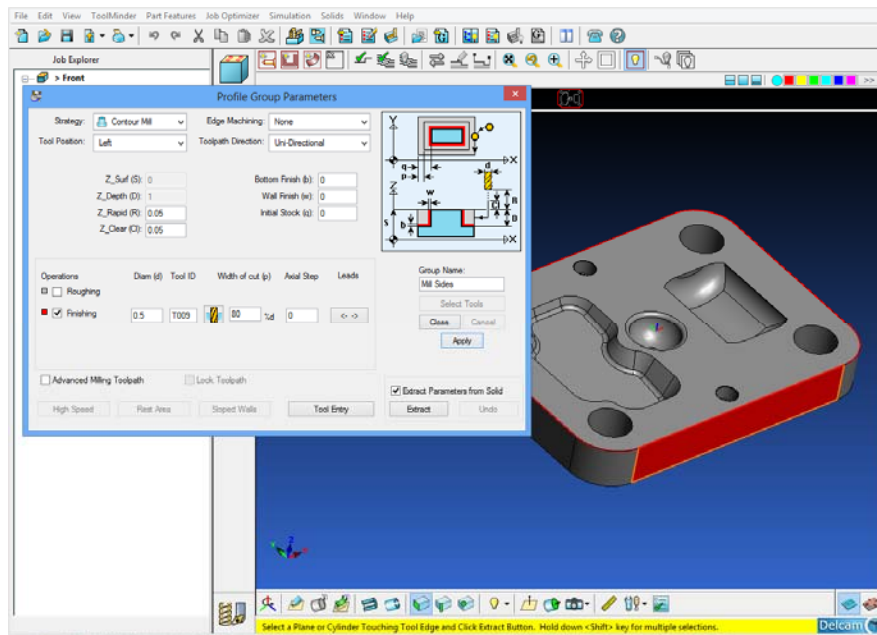 File Edit View ToolMinder Part Features Job Optimizer Simulation Solids Window Help
Job Explorer
> Front
Profile Group Parameters
Strategy: Contour Mill Edge Machining: None
Tool Position: Left Toolpath Direction: Uni-Directional
Z_Surf (S): 0 Bottom Finish (b): 0
Z_Depth (D): 1 Wall Finish (w): 0
Z_Rapid (R): 0.05 Initial Stock (q): 0
Z_Clear (Cl): 0.05
Y
X
q
p
d
Z
w
R
Cl
S
b
D
X
Operations Diam (d) Tool ID Width of cut (p) Axial Step Leads
Roughing
Finishing 0.5 T009 80 %d 0 <- ->
Group Name:
Mill Sides
Select Tools
Close Cancel
Apply
Advanced Milling Toolpath Lock Toolpath
Extract Parameters from Solid
High Speed Rest Area Sloped Walls Tool Entry Extract Undo
Select a Plane or Cylinder Touching Tool Edge and Click Extract Button. Hold down <Shift> key for multiple selections.
Delcam